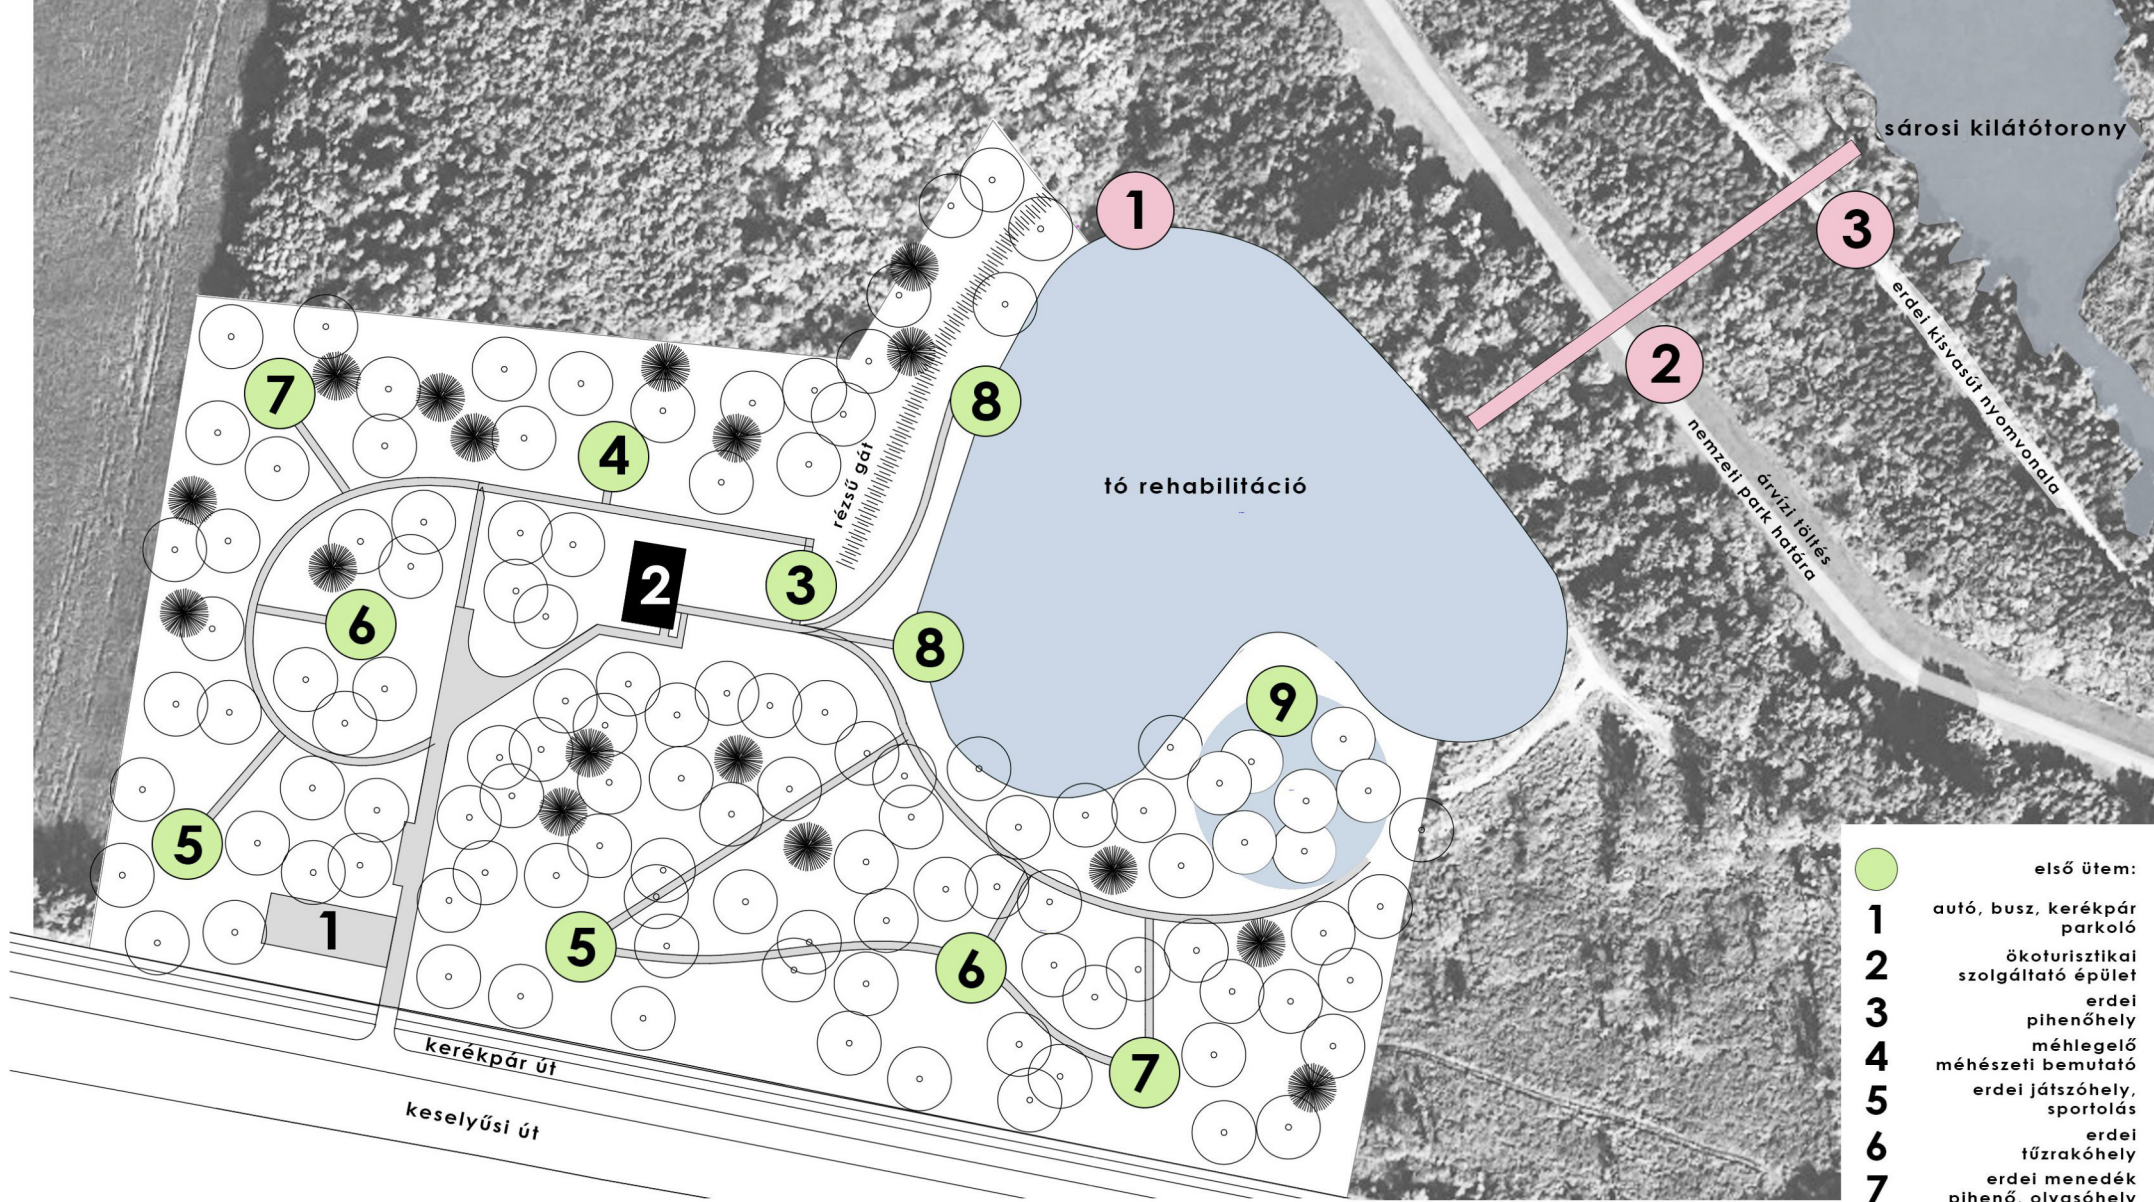 1
sárosi kilátótorony
3
2
erdei kisvasút nyomvonala
árvízi töltés
nemzeti park határa
7
8
4
rézsű gát
tó rehabilitáció
2
3
6
8
9
5
1
5
6
7
kerékpár út
keselyűsi út
első ütem:
1 autó, busz, kerékpár
parkoló
2 ökoturisztikai
szolgáltató épület
3 erdei
pihenőhely
4 méhlegelő
méhészeti bemutató
5 erdei játszóhely,
sportolás
6 erdei
tűzrakóhely
7 erdei menedék
pihenő, olvasóhely